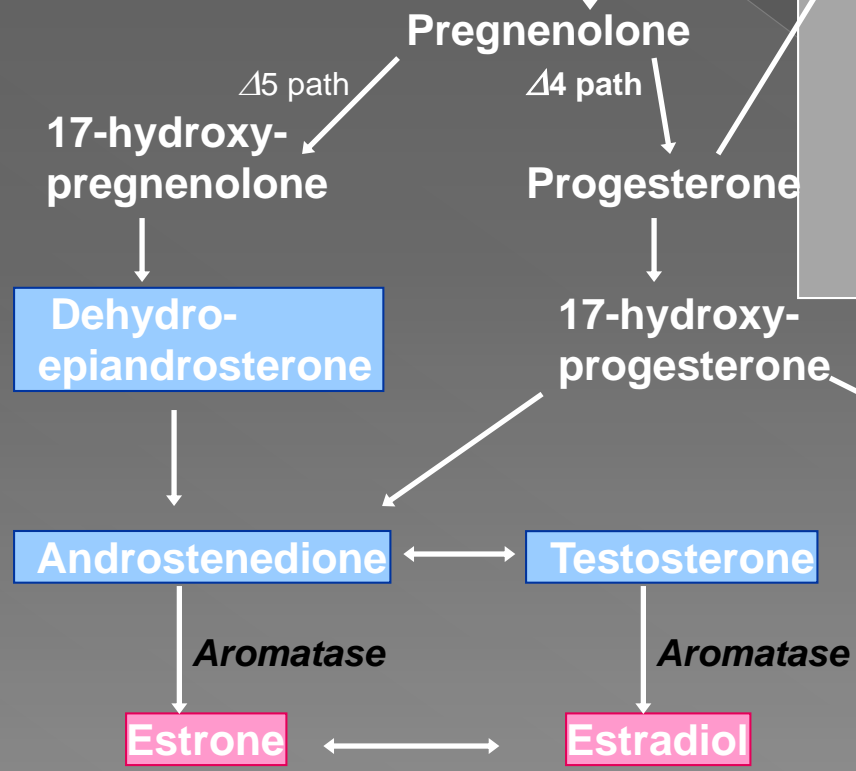 Pregnenolone
Δ5 path
Δ4 path
17-hydroxy-
pregnenolone
Progesterone
Dehydro-
epiandrosterone
17-hydroxy-
progesterone
Androstenedione
Testosterone
Aromatase
Aromatase
Estrone
Estradiol